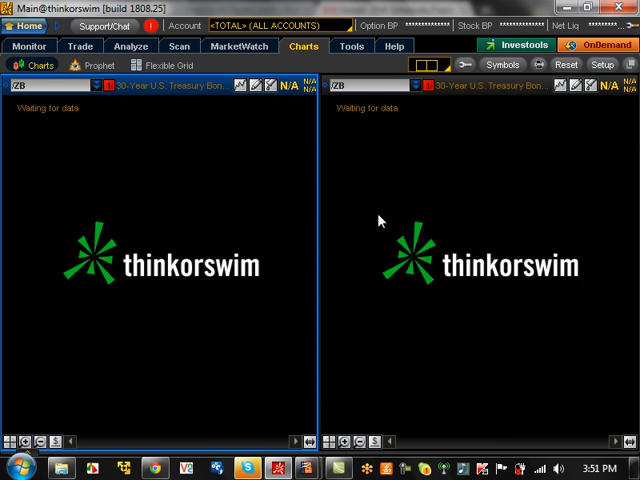 Main@thinkorswim [build 1808.25]
Home Support/Chat ! Account <TOTAL> (ALL ACCOUNTS) Option BP ************** Stock BP ************** Net Liq *******...
Monitor Trade Analyze Scan MarketWatch Charts Tools Help Investools OnDemand
Charts Prophet Flexible Grid Symbols Reset Setup
/ZB 30-Year U.S. Treasury Bon... N/A N/A N/A
Waiting for data
thinkorswim
/ZB 30-Year U.S. Treasury Bon... N/A N/A N/A
Waiting for data
thinkorswim
3:51 PM